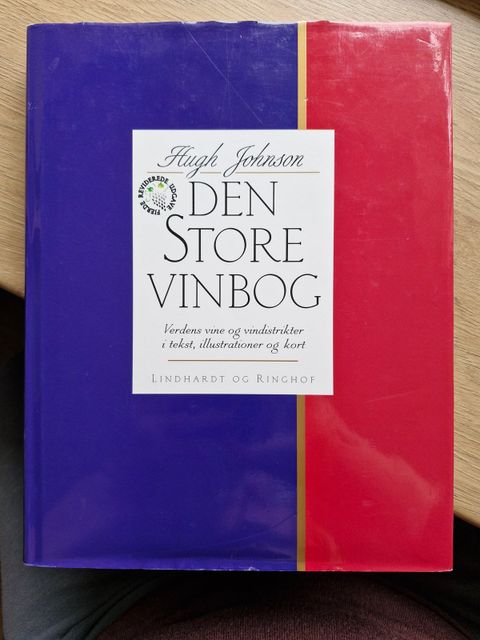 Hugh Johnson
FJERDE REVIDEREDE UDGAVE
DEN
STORE
VINBOG
Verdens vine og vindistrikter
i tekst, illustrationer og kort
LINDHARDT OG RINGHOF